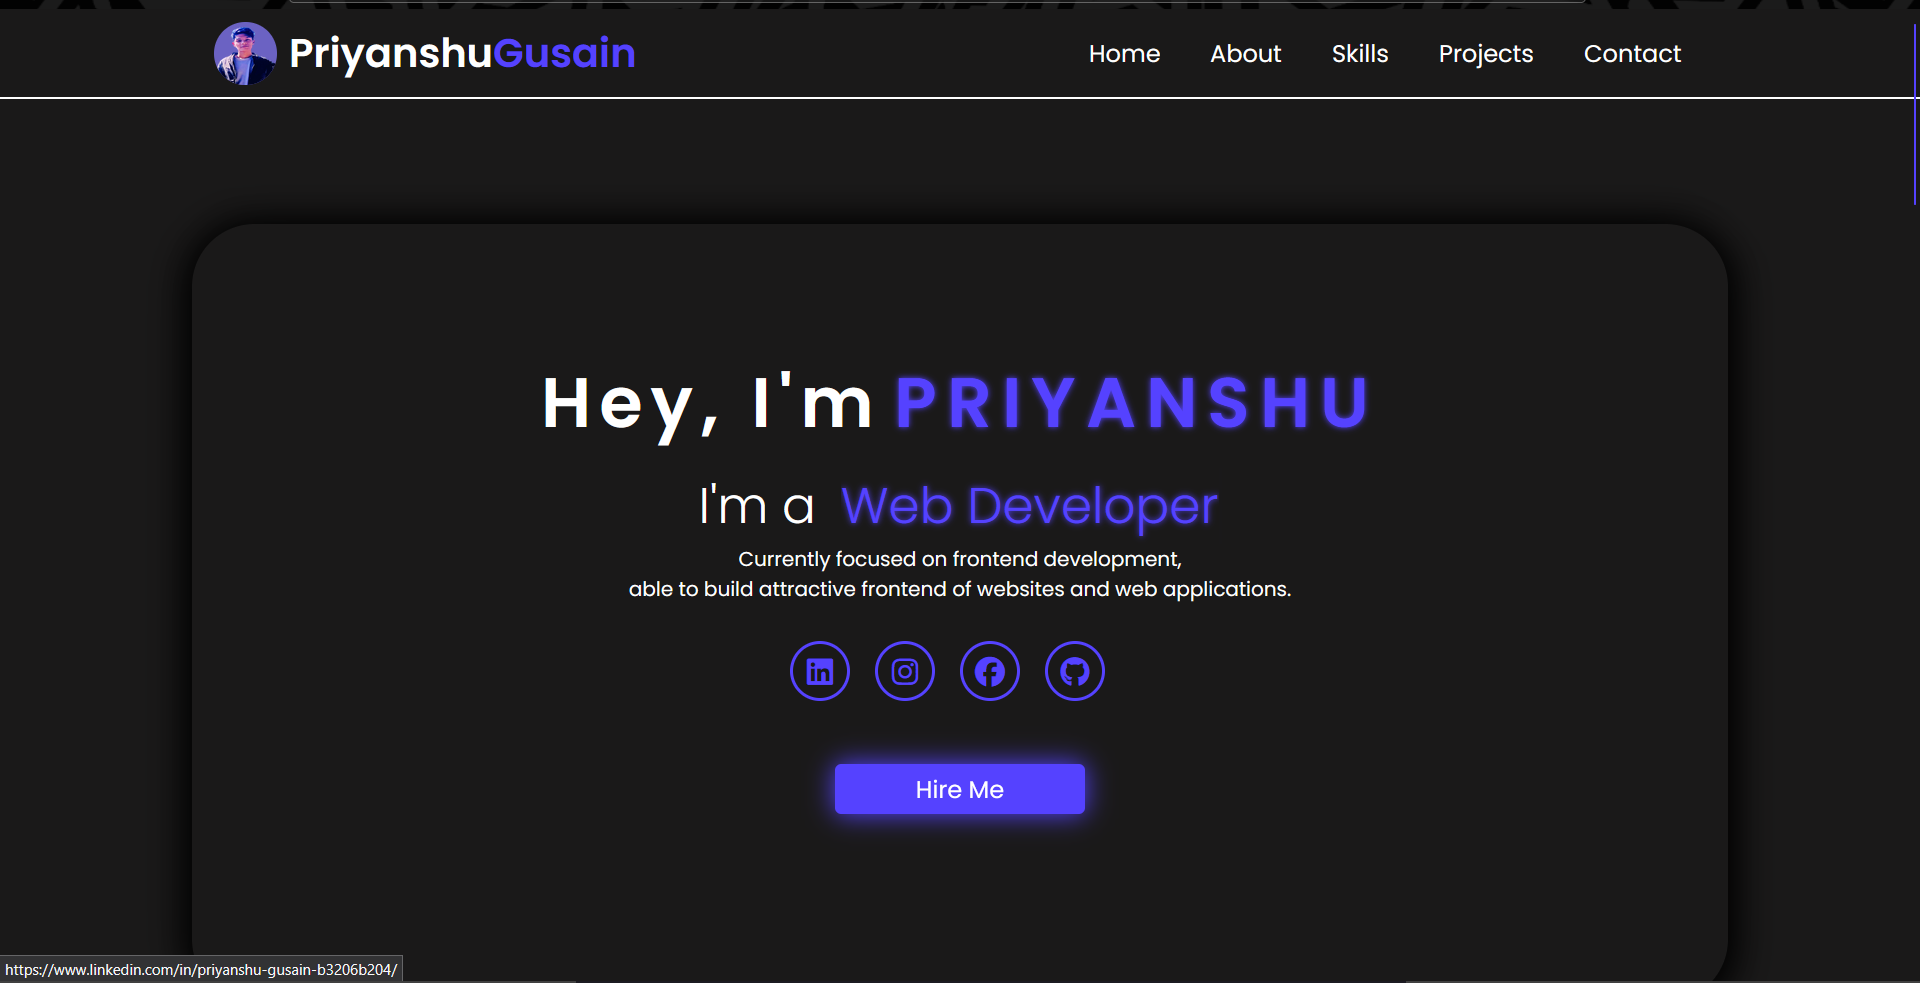 PriyanshuGusain
Home About Skills Projects Contact
Hey, I'm PRIYANSHU
I'm a Web Developer
Currently focused on frontend development,
able to build attractive frontend of websites and web applications.
Hire Me
https://www.linkedin.com/in/priyanshu-gusain-b3206b204/